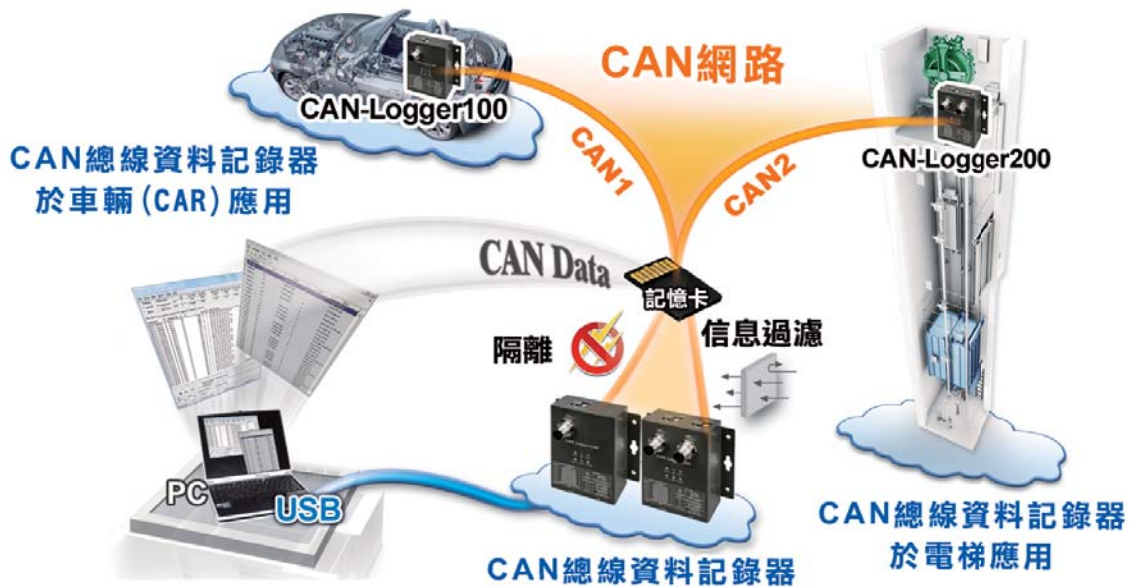 CAN網路
CAN-Logger100
CAN總線資料記錄器
於車輛(CAR)應用
CAN1
CAN2
CAN-Logger200
CAN Data
記憶卡
隔離
信息過濾
PC
USB
CAN總線資料記錄器
CAN總線資料記錄器
於電梯應用